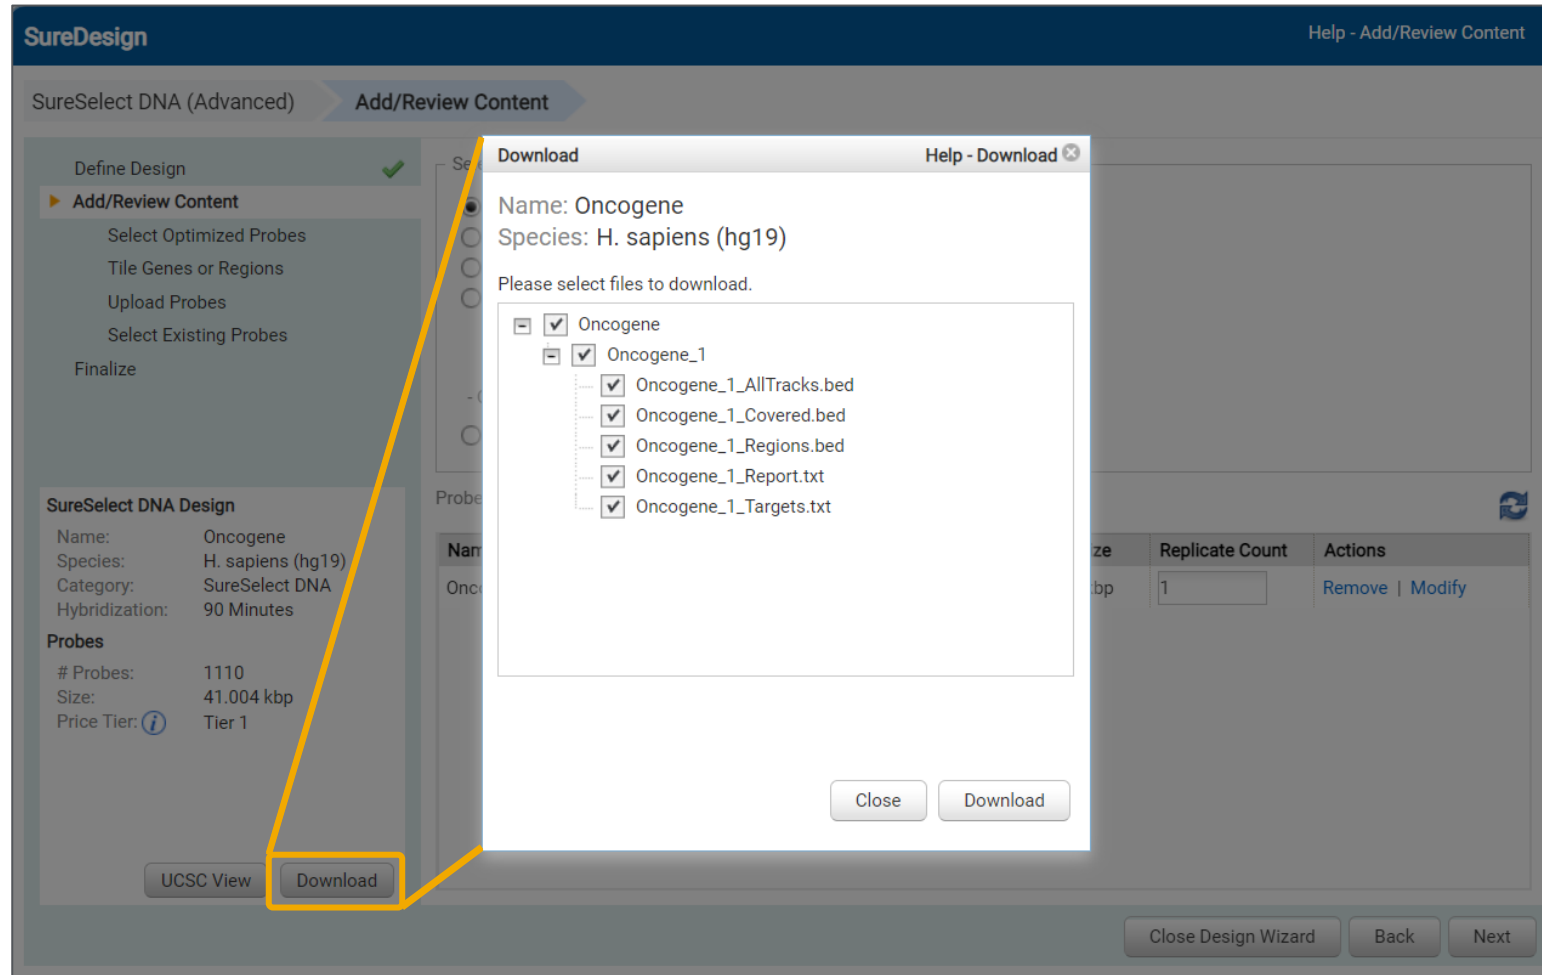 SureDesign
Help - Add/Review Content
SureSelect DNA (Advanced)
Add/Review Content
Define Design
Add/Review Content
Select Optimized Probes
Tile Genes or Regions
Upload Probes
Select Existing Probes
Finalize
SureSelect DNA Design
Name: Oncogene
Species: H. sapiens (hg19)
Category: SureSelect DNA
Hybridization: 90 Minutes
Probes
# Probes: 1110
Size: 41.004 kbp
Price Tier: i Tier 1
UCSC View
Download
Download
Help - Download
Name: Oncogene
Species: H. sapiens (hg19)
Please select files to download.
Oncogene
Oncogene_1
Oncogene_1_AllTracks.bed
Oncogene_1_Covered.bed
Oncogene_1_Regions.bed
Oncogene_1_Report.txt
Oncogene_1_Targets.txt
Close
Download
Replicate Count
Actions
1
Remove | Modify
Close Design Wizard
Back
Next